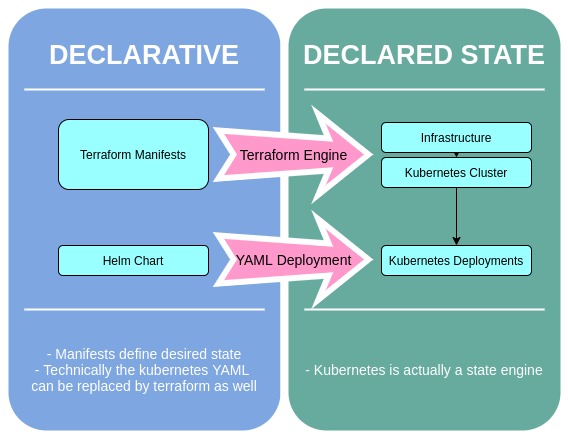 DECLARATIVE
DECLARED STATE
Terraform Manifests
Terraform Engine
Infrastructure
Kubernetes Cluster
Helm Chart
YAML Deployment
Kubernetes Deployments
- Manifests define desired state
- Technically the kubernetes YAML
can be replaced by terraform as well
- Kubernetes is actually a state engine